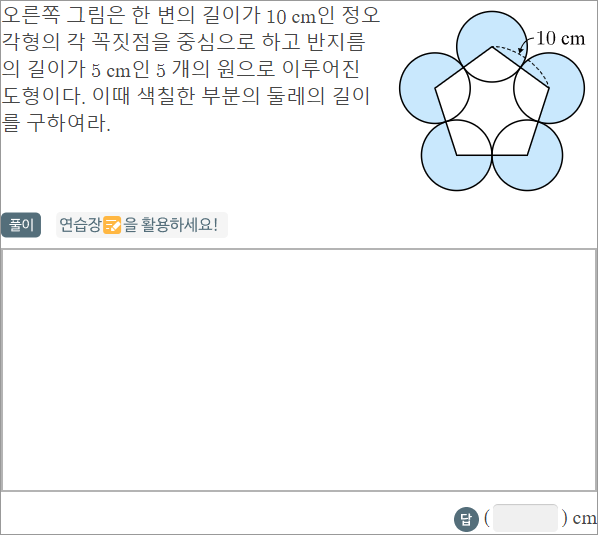 오른쪽 그림은 한 변의 길이가 10 cm인 정오
각형의 각 꼭짓점을 중심으로 하고 반지름
의 길이가 5 cm인 5 개의 원으로 이루어진
도형이다. 이때 색칠한 부분의 둘레의 길이
를 구하여라.
10 cm
풀이 연습장📝을 활용하세요!
답 ( ) cm